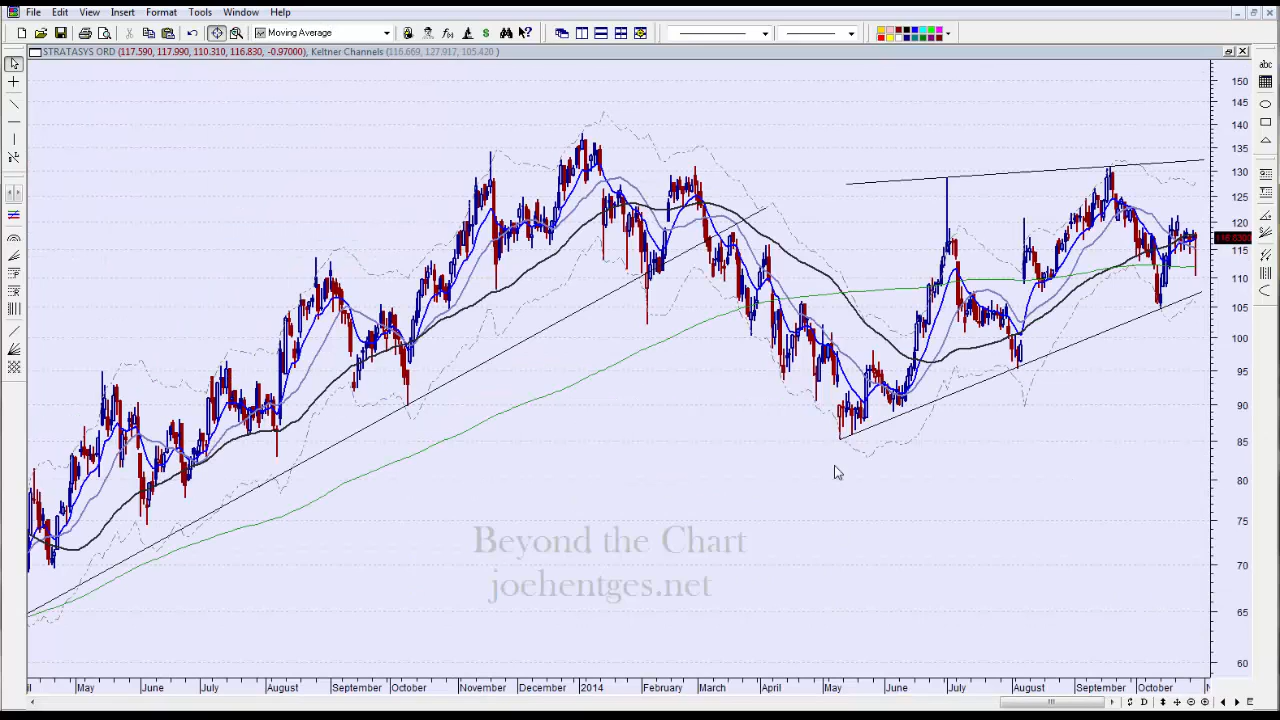 File Edit View Insert Format Tools Window Help
Moving Average
STRATASYS ORD (117.590, 117.990, 110.310, 116.830, -0.97000), Keltner Channels (116.669, 127.917, 105.420 )
abc
150
145
140
135
130
125
120
115
110
105
100
95
90
85
80
75
70
65
60
Beyond the Chart
joehentges.net
May June July August September October November December 2014 February March April May June July August September October
D